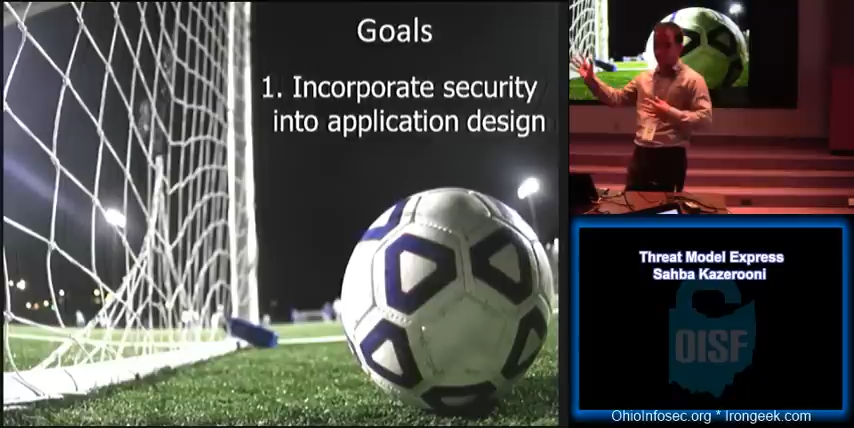 Goals
1. Incorporate security
into application design
Threat Model Express
Sahba Kazerooni
OISF
OhioInfosec.org * Irongeek.com